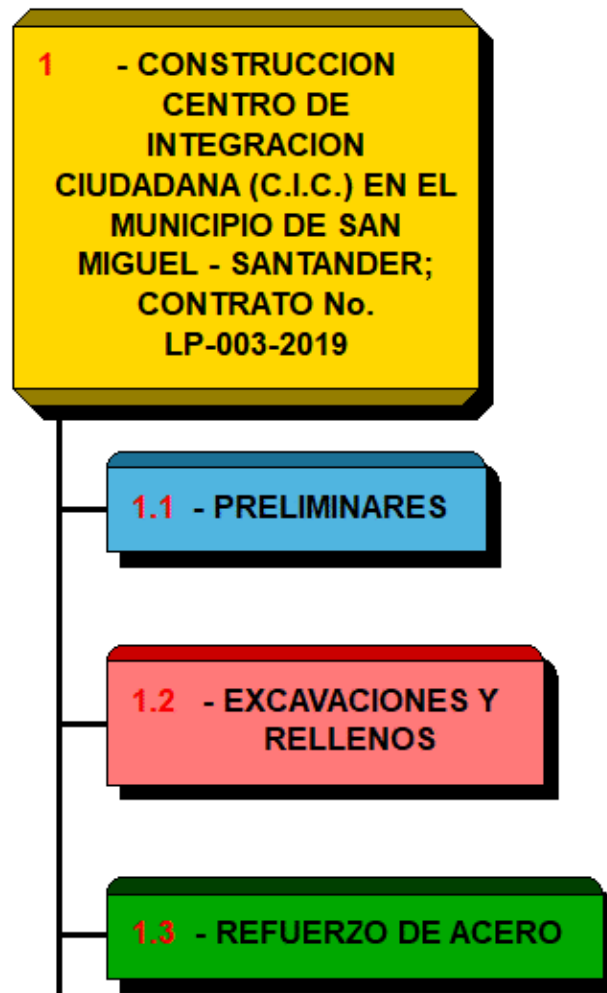 1 - CONSTRUCCION
CENTRO DE
INTEGRACION
CIUDADANA (C.I.C.) EN EL
MUNICIPIO DE SAN
MIGUEL - SANTANDER;
CONTRATO No.
LP-003-2019
1.1 - PRELIMINARES
1.2 - EXCAVACIONES Y
RELLENOS
1.3 - REFUERZO DE ACERO